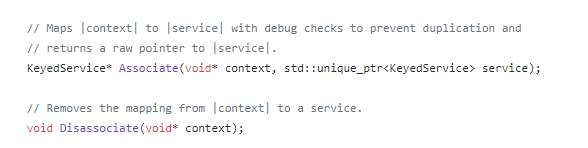 // Maps |context| to |service| with debug checks to prevent duplication and
// returns a raw pointer to |service|.
KeyedService* Associate(void* context, std::unique_ptr<KeyedService> service);
// Removes the mapping from |context| to a service.
void Disassociate(void* context);